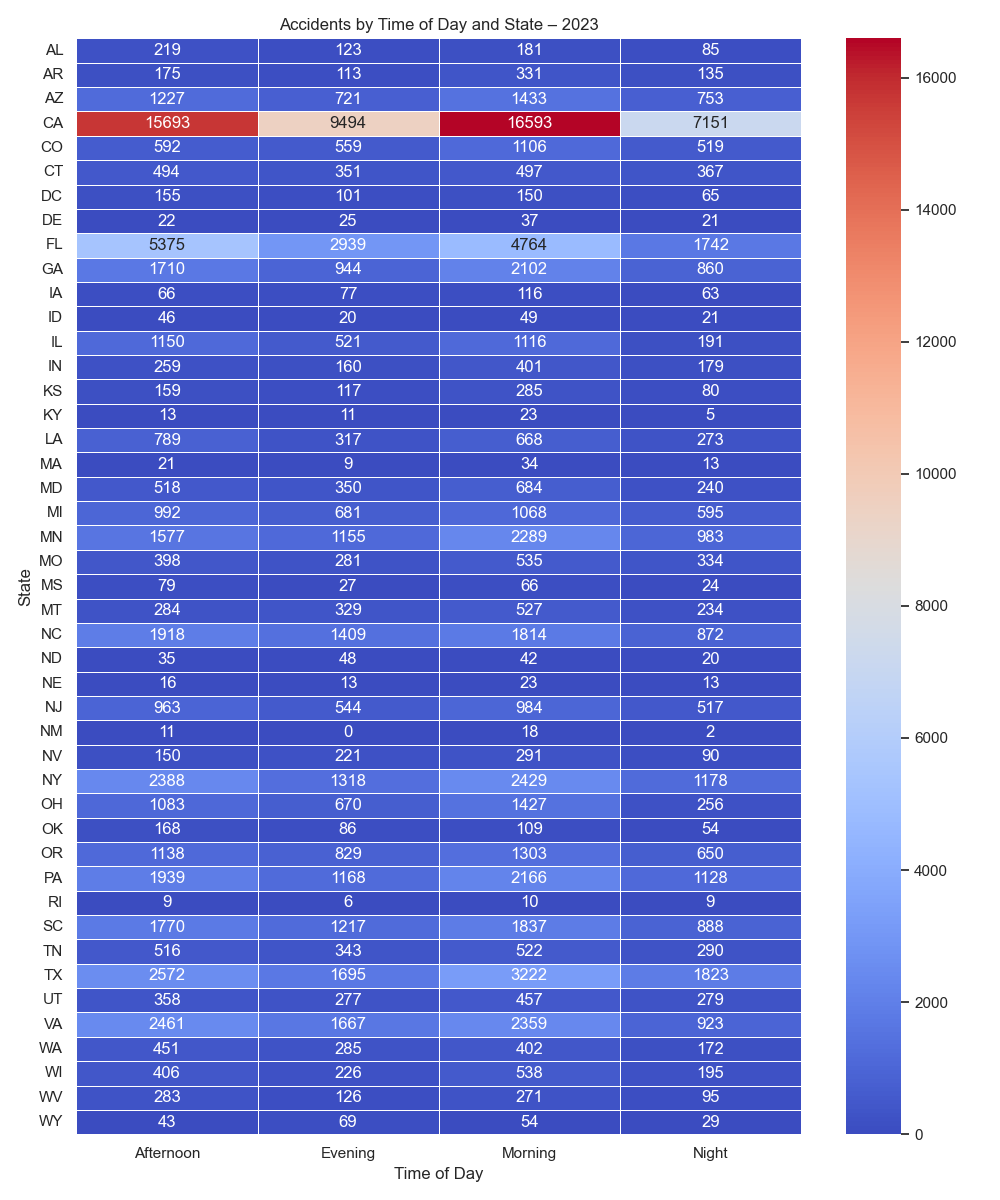 Accidents by Time of Day and State – 2023
AL 219 123 181 85
AR 175 113 331 135
AZ 1227 721 1433 753
CA 15693 9494 16593 7151
CO 592 559 1106 519
CT 494 351 497 367
DC 155 101 150 65
DE 22 25 37 21
FL 5375 2939 4764 1742
GA 1710 944 2102 860
IA 66 77 116 63
ID 46 20 49 21
IL 1150 521 1116 191
IN 259 160 401 179
KS 159 117 285 80
KY 13 11 23 5
LA 789 317 668 273
MA 21 9 34 13
MD 518 350 684 240
MI 992 681 1068 595
MN 1577 1155 2289 983
MO 398 281 535 334
MS 79 27 66 24
MT 284 329 527 234
NC 1918 1409 1814 872
ND 35 48 42 20
NE 16 13 23 13
NJ 963 544 984 517
NM 11 0 18 2
NV 150 221 291 90
NY 2388 1318 2429 1178
OH 1083 670 1427 256
OK 168 86 109 54
OR 1138 829 1303 650
PA 1939 1168 2166 1128
RI 9 6 10 9
SC 1770 1217 1837 888
TN 516 343 522 290
TX 2572 1695 3222 1823
UT 358 277 457 279
VA 2461 1667 2359 923
WA 451 285 402 172
WI 406 226 538 195
WV 283 126 271 95
WY 43 69 54 29
Afternoon Evening Morning Night
Time of Day
State
16000
14000
12000
10000
8000
6000
4000
2000
0